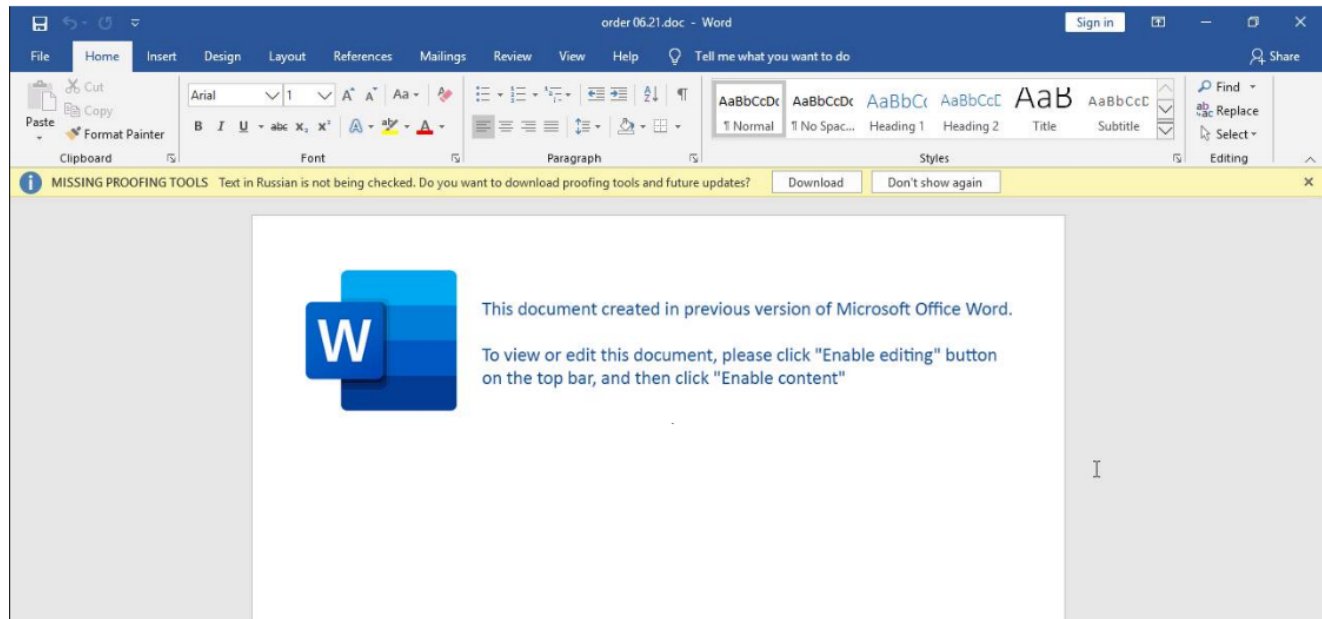 order 06.21.doc - Word
Sign in
File Home Insert Design Layout References Mailings Review View Help Tell me what you want to do Share
Paste
Cut
Copy
Format Painter
Clipboard
Arial 1 Aa
B I U abc X₂ X² A ab A
Font
Paragraph
AaBbCcDc AaBbCcDc AaBbCc AaBbCcD AaB AaBbCcD
¶ Normal ¶ No Spac... Heading 1 Heading 2 Title Subtitle
Styles
Find
Replace
Select
Editing
MISSING PROOFING TOOLS Text in Russian is not being checked. Do you want to download proofing tools and future updates? Download Don't show again
W
This document created in previous version of Microsoft Office Word.
To view or edit this document, please click "Enable editing" button
on the top bar, and then click "Enable content"